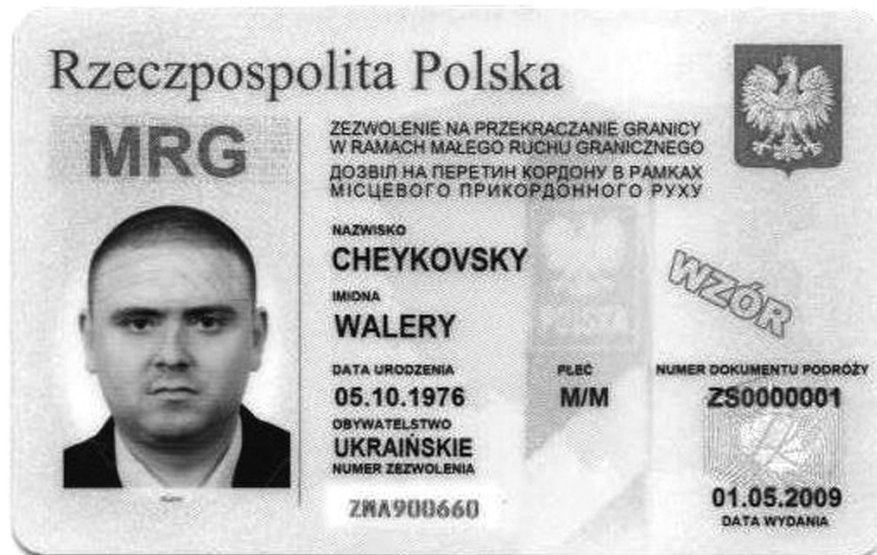 Rzeczpospolita Polska
MRG
ZEZWOLENIE NA PRZEKRACZANIE GRANICY
W RAMACH MAŁEGO RUCHU GRANICZNEGO
ДОЗВІЛ НА ПЕРЕТИН КОРДОНУ В РАМКАХ
МІСЦЕВОГО ПРИКОРДОННОГО РУХУ
NAZWISKO
CHEYKOVSKY
WZÓR
IMIONA
WALERY
POLSKA
DATA URODZENIA PŁEĆ NUMER DOKUMENTU PODRÓŻY
05.10.1976 M/M ZS0000001
OBYWATELSTWO
UKRAIŃSKIE
NUMER ZEZWOLENIA
ZMA900660
01.05.2009
DATA WYDANIA